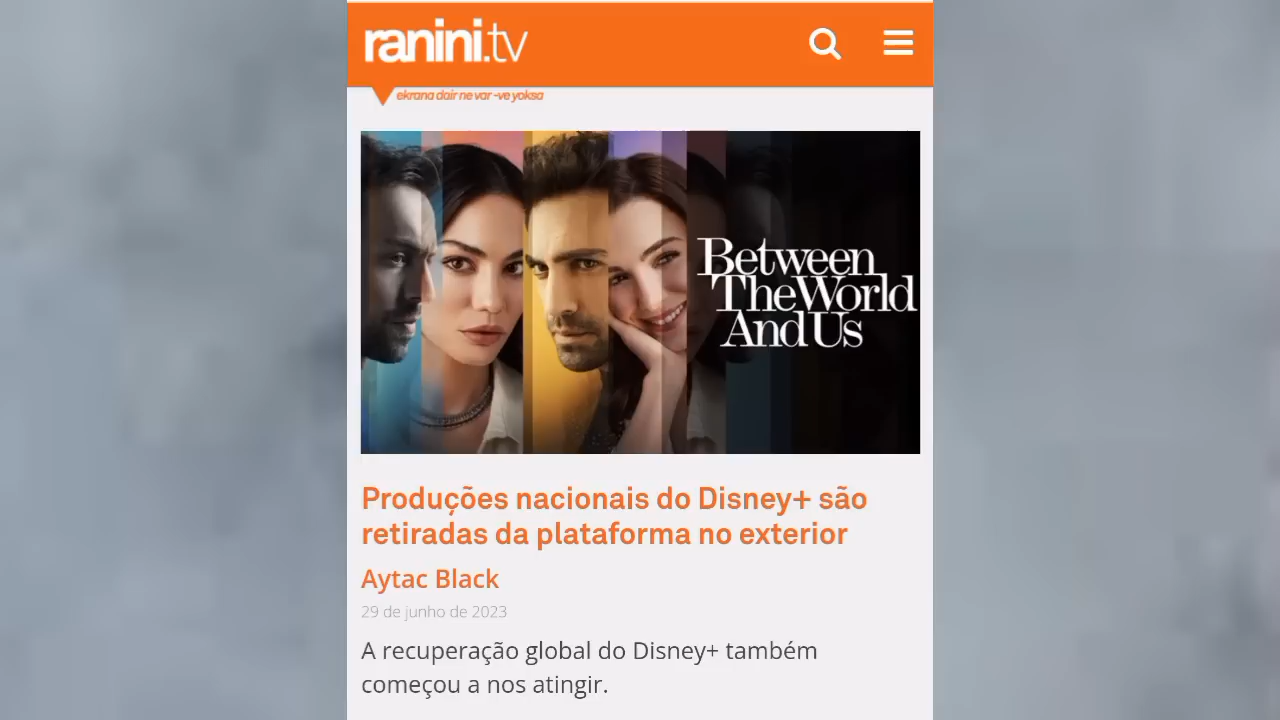 ranini.tv
ekrana dair ne var -ve yoksa
Between
The World
And Us
Produções nacionais do Disney+ são
retiradas da plataforma no exterior
Aytac Black
29 de junho de 2023
A recuperação global do Disney+ também
começou a nos atingir.